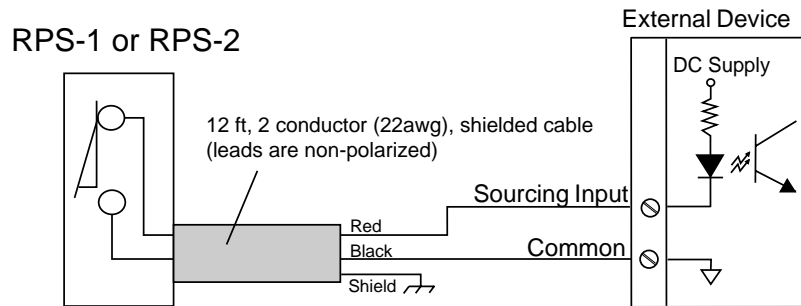 External Device
RPS-1 or RPS-2
DC Supply
12 ft, 2 conductor (22awg), shielded cable
(leads are non-polarized)
Sourcing Input
Red
Black
Common
Shield